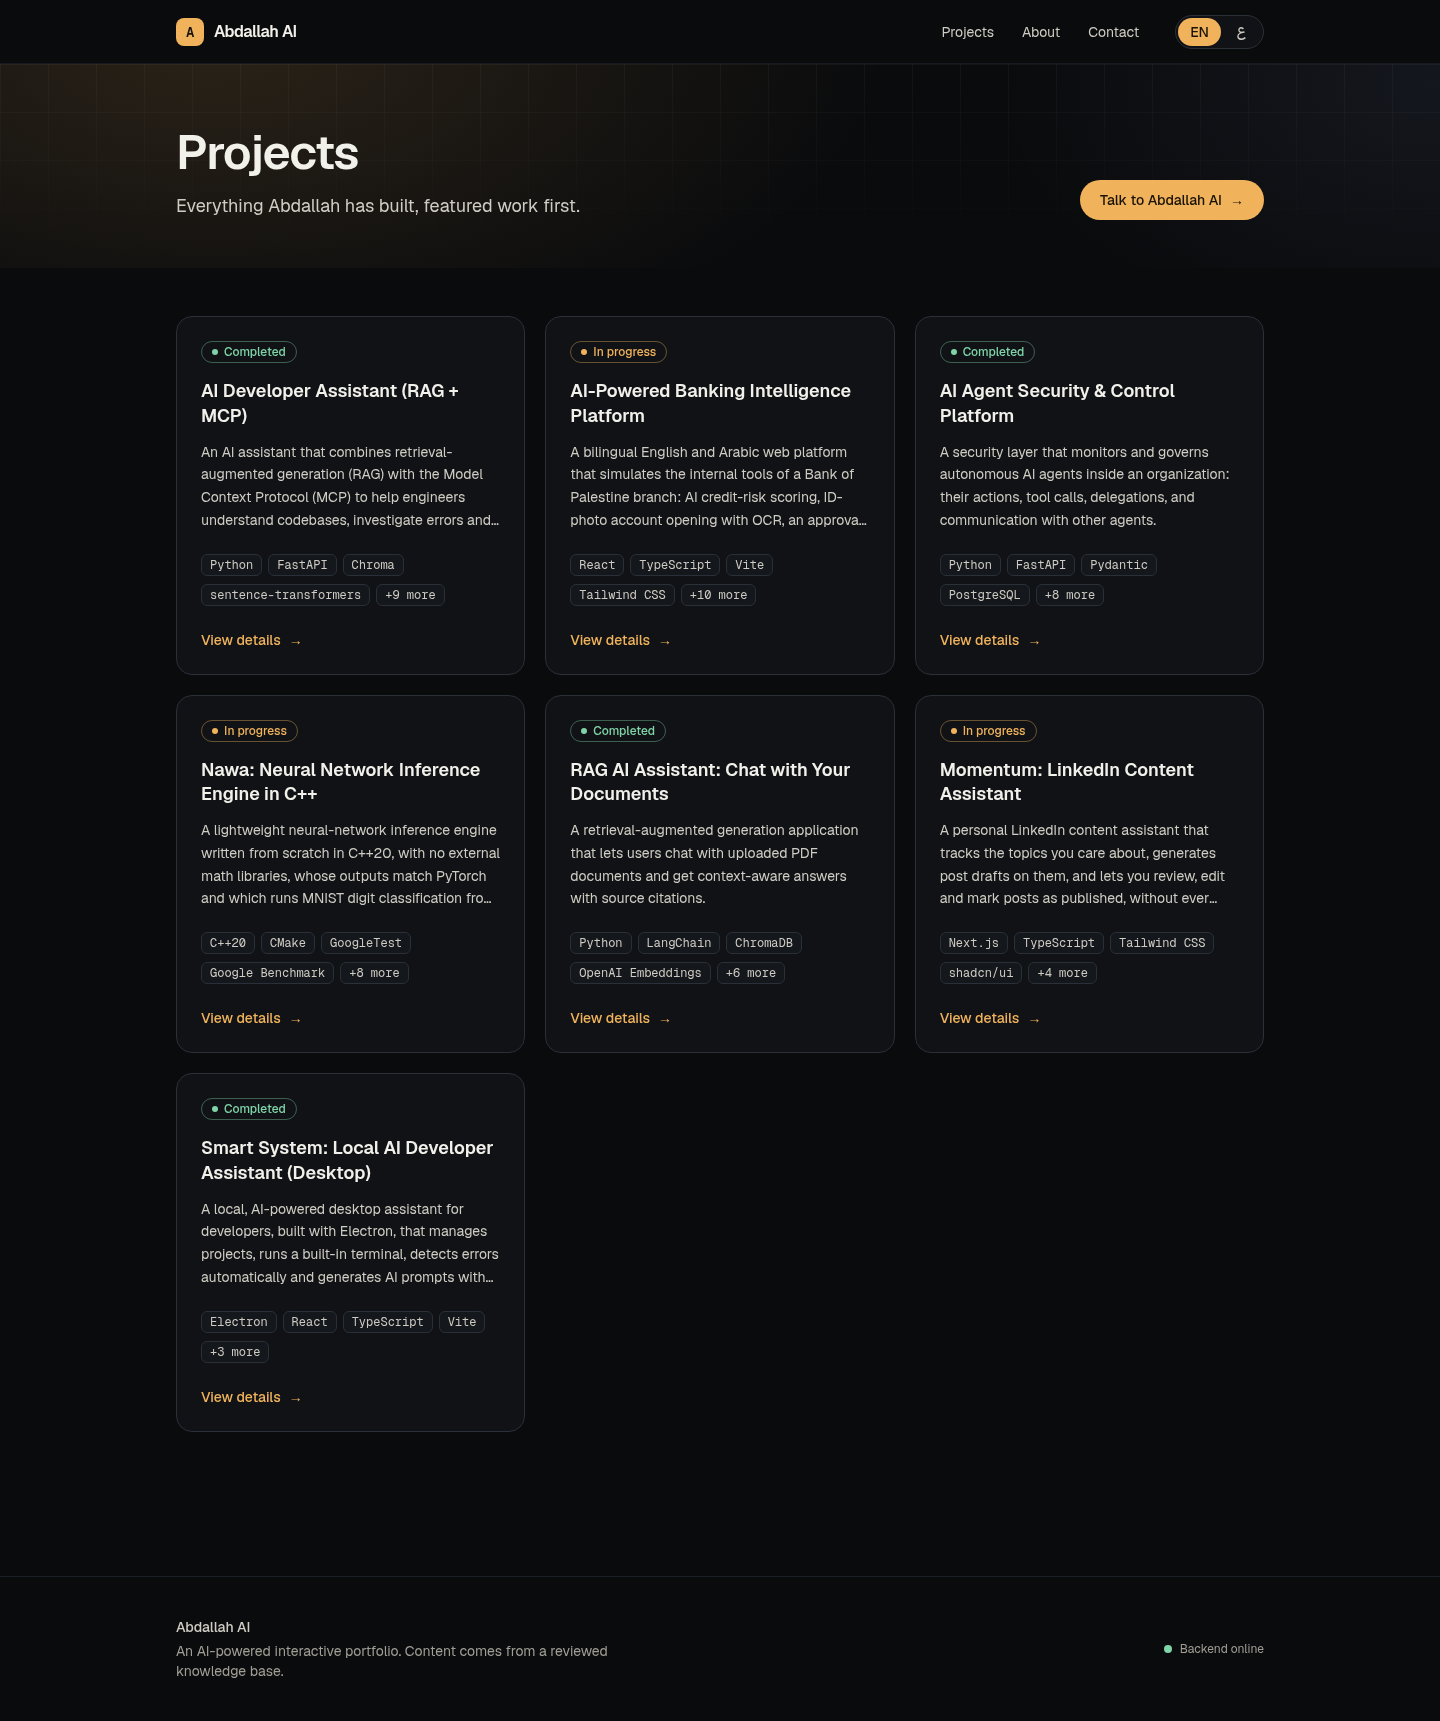 A Abdallah AI
Projects About Contact EN ع
Projects
Everything Abdallah has built, featured work first.
Talk to Abdallah AI →
Completed
AI Developer Assistant (RAG +
MCP)
An AI assistant that combines retrieval-
augmented generation (RAG) with the Model
Context Protocol (MCP) to help engineers
understand codebases, investigate errors and…
Python FastAPI Chroma
sentence-transformers +9 more
View details →
In progress
AI-Powered Banking Intelligence
Platform
A bilingual English and Arabic web platform
that simulates the internal tools of a Bank of
Palestine branch: AI credit-risk scoring, ID-
photo account opening with OCR, an approva…
React TypeScript Vite
Tailwind CSS +10 more
View details →
Completed
AI Agent Security & Control
Platform
A security layer that monitors and governs
autonomous AI agents inside an organization:
their actions, tool calls, delegations, and
communication with other agents.
Python FastAPI Pydantic
PostgreSQL +8 more
View details →
In progress
Nawa: Neural Network Inference
Engine in C++
A lightweight neural-network inference engine
written from scratch in C++20, with no external
math libraries, whose outputs match PyTorch
and which runs MNIST digit classification fro…
C++20 CMake GoogleTest
Google Benchmark +8 more
View details →
Completed
RAG AI Assistant: Chat with Your
Documents
A retrieval-augmented generation application
that lets users chat with uploaded PDF
documents and get context-aware answers
with source citations.
Python LangChain ChromaDB
OpenAI Embeddings +6 more
View details →
In progress
Momentum: LinkedIn Content
Assistant
A personal LinkedIn content assistant that
tracks the topics you care about, generates
post drafts on them, and lets you review, edit
and mark posts as published, without ever…
Next.js TypeScript Tailwind CSS
shadcn/ui +4 more
View details →
Completed
Smart System: Local AI Developer
Assistant (Desktop)
A local, AI-powered desktop assistant for
developers, built with Electron, that manages
projects, runs a built-in terminal, detects errors
automatically and generates AI prompts with…
Electron React TypeScript Vite
+3 more
View details →
Abdallah AI
An AI-powered interactive portfolio. Content comes from a reviewed
knowledge base.
Backend online